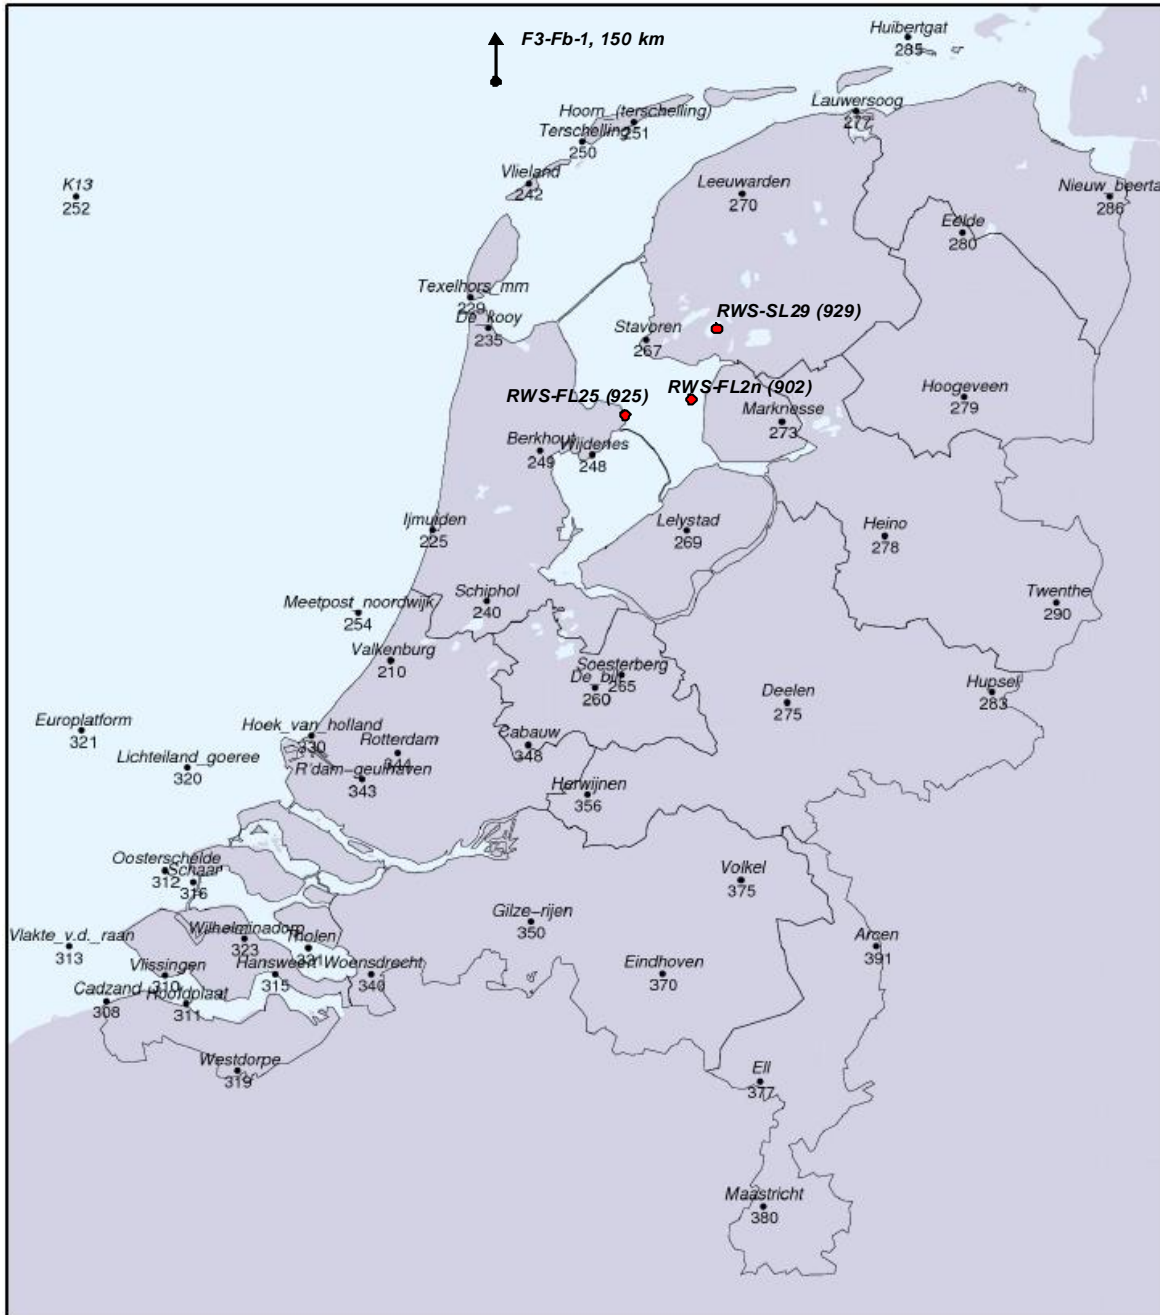 Huibertgat
285
F3-Fb-1, 150 km
Lauwersoog
277
Hoorn_(terschelling)
251
Terschelling
250
Vlieland
242
K13
252
Leeuwarden
270
Nieuw_beerta
286
Eelde
280
Texelhors_mm
229
De_kooy
235
Stavoren
267
RWS-SL29 (929)
RWS-FL25 (925)
RWS-FL2n (902)
Hoogeveen
279
Marknesse
273
Berkhout
249
Wijdenes
248
Ijmuiden
225
Lelystad
269
Heino
278
Twenthe
290
Schiphol
240
Meetpost_noordwijk
254
Valkenburg
210
Soesterberg
265
De_bilt
260
Deelen
275
Hupsel
283
Europlatform
321
Hoek_van_holland
330
Rotterdam
344
Cabauw
348
Lichteiland_goeree
320
R'dam-geulhaven
343
Herwijnen
356
Oosterschelde
312
Schaar
316
Volkel
375
Gilze-rijen
350
Vlakte_v.d._raan
313
Wilhelminadorp
323
Tholen
331
Arcen
391
Vlissingen
310
Hansweert
315
Woensdrecht
340
Eindhoven
370
Cadzand
308
Hoofdplaat
311
Westdorpe
319
Ell
377
Maastricht
380